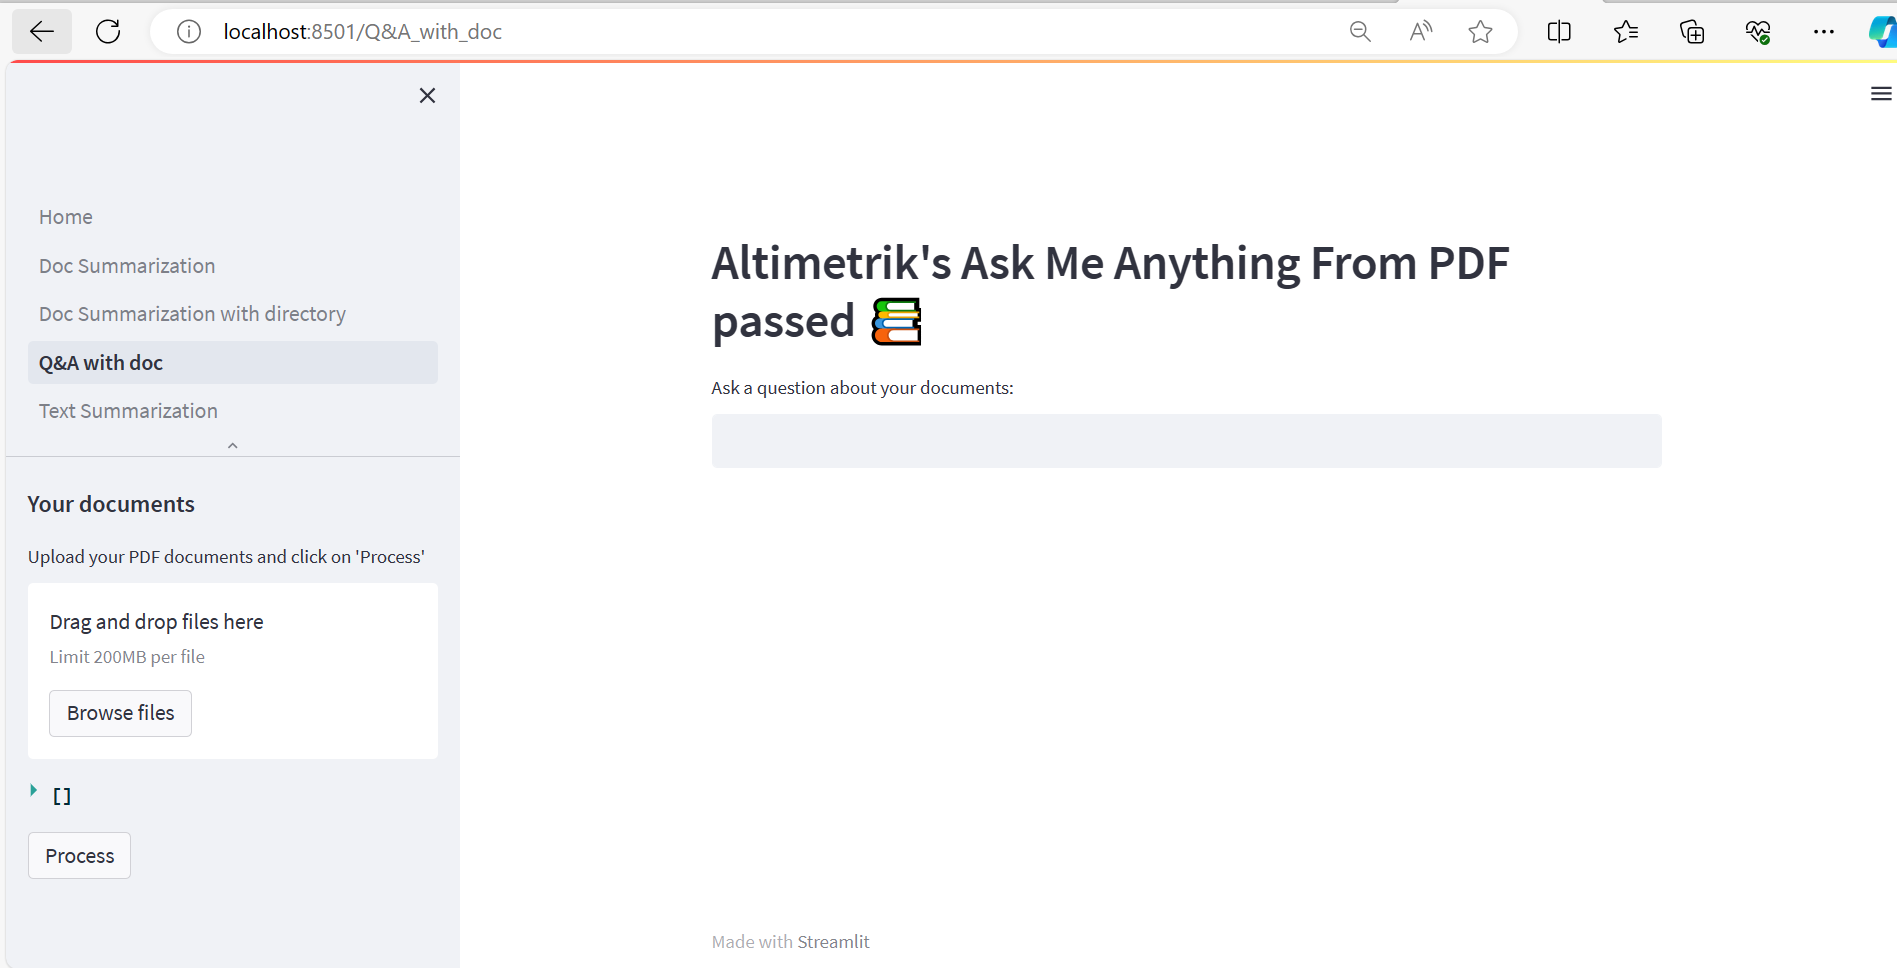 localhost:8501/Q&A_with_doc
Home
Doc Summarization
Doc Summarization with directory
Q&A with doc
Text Summarization
Your documents
Upload your PDF documents and click on 'Process'
Drag and drop files here
Limit 200MB per file
Browse files
[]
Process
Altimetrik's Ask Me Anything From PDF
passed
Ask a question about your documents:
Made with Streamlit